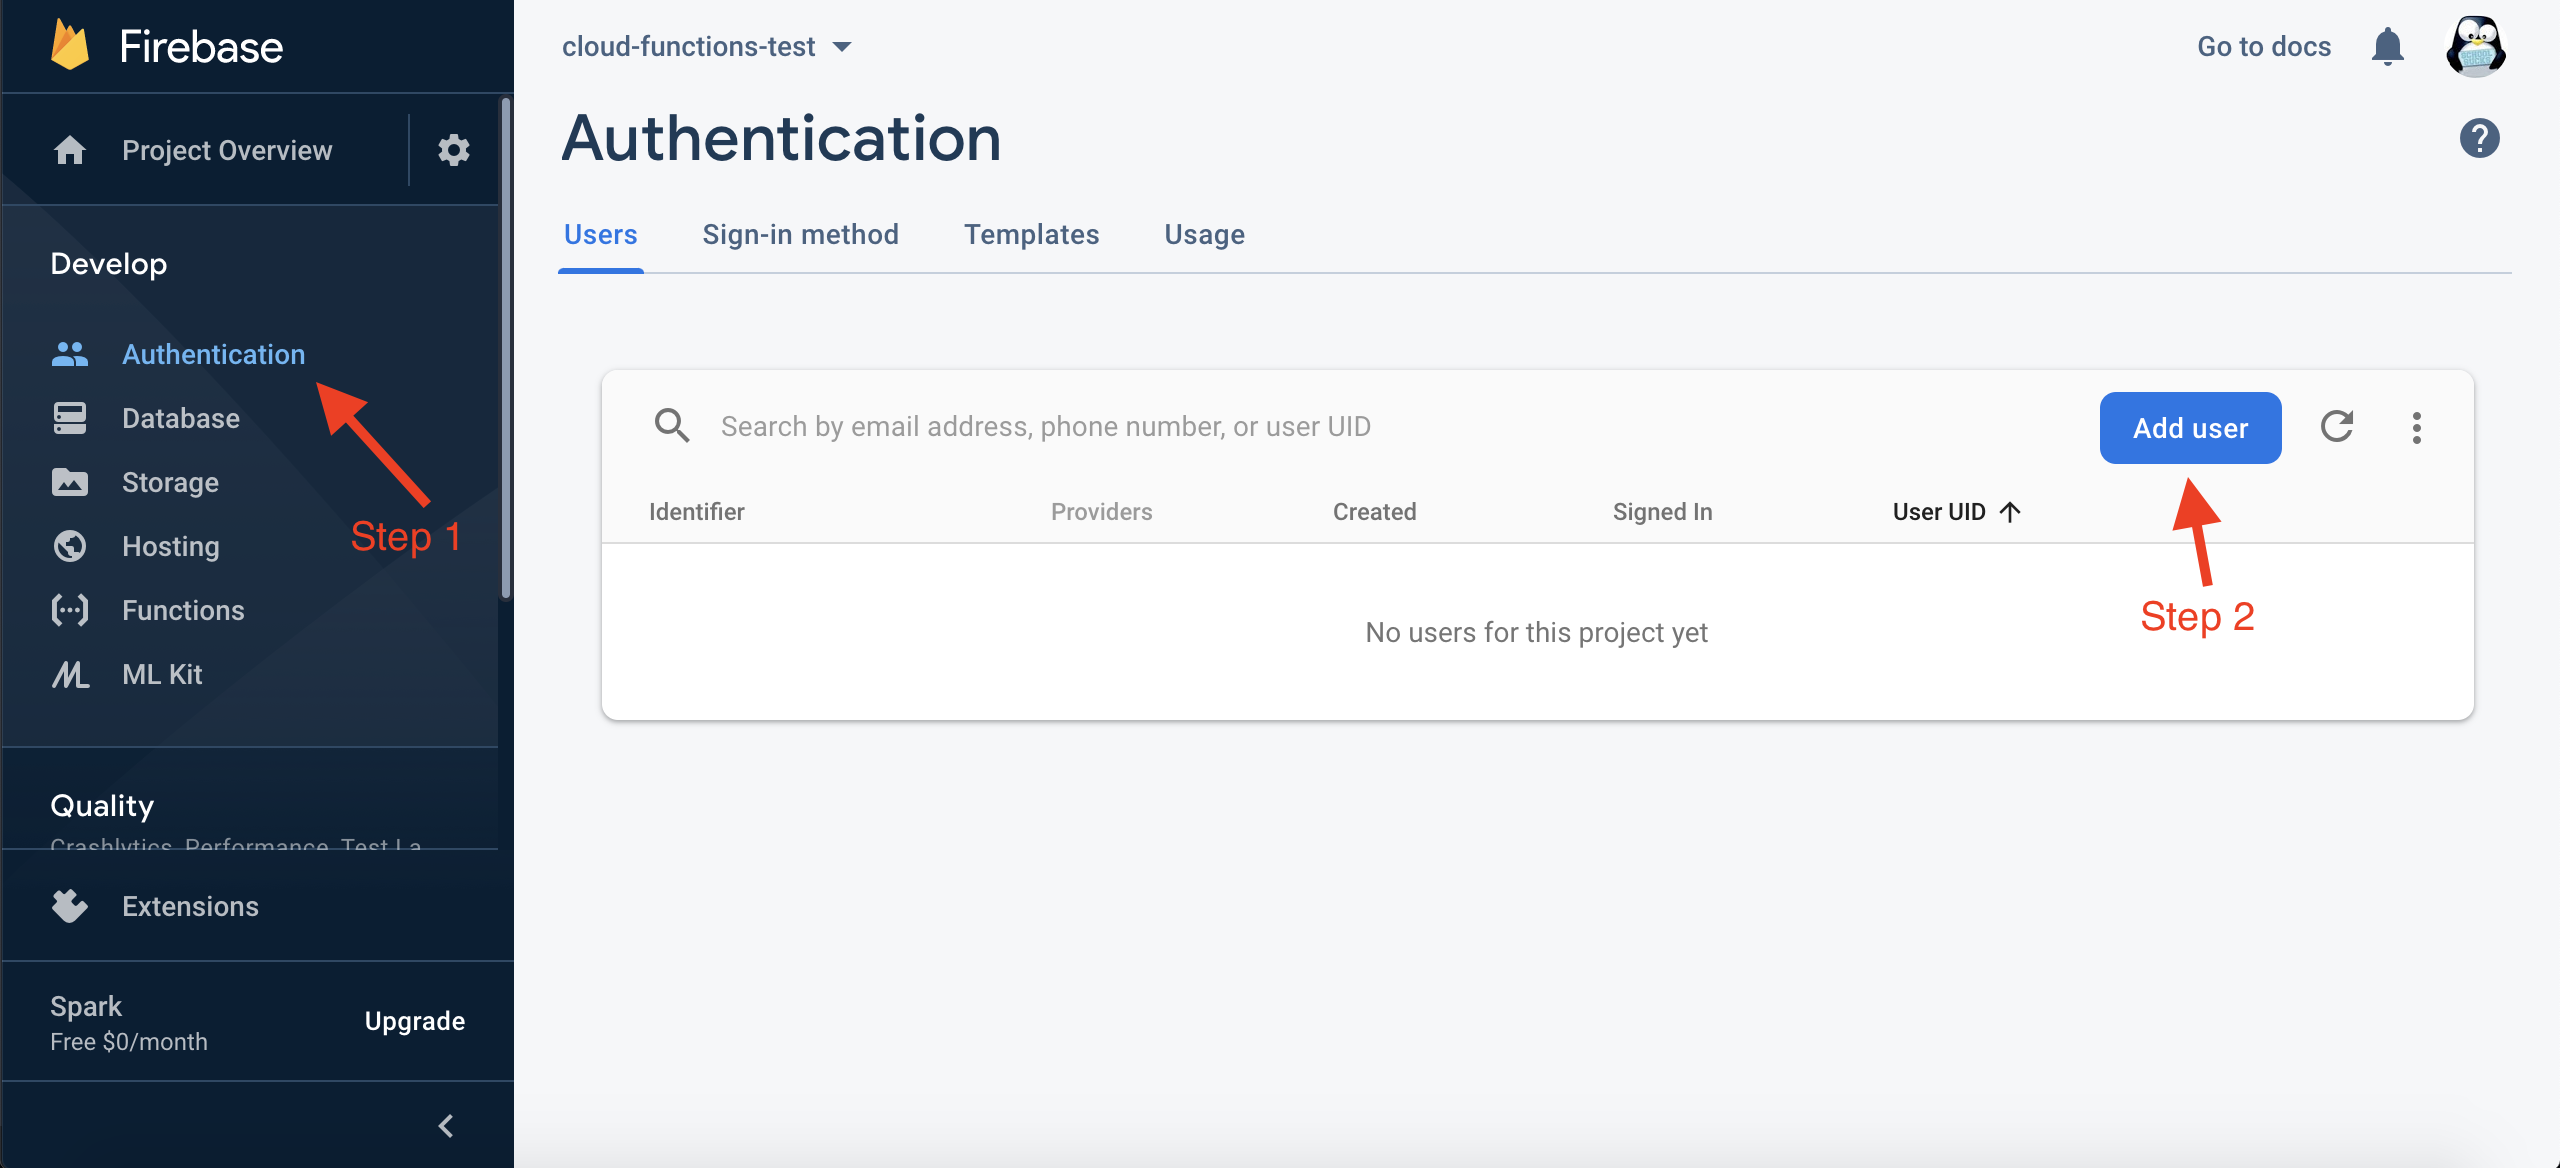 Firebase
Project Overview
Develop
Authentication
Database
Storage
Hosting
Functions
ML Kit
Step 1
Quality
Crashlytics, Performance, Test La
Extensions
Spark
Free $0/month
Upgrade
cloud-functions-test
Go to docs
Authentication
Users Sign-in method Templates Usage
Search by email address, phone number, or user UID
Add user
Identifier Providers Created Signed In User UID
No users for this project yet
Step 2